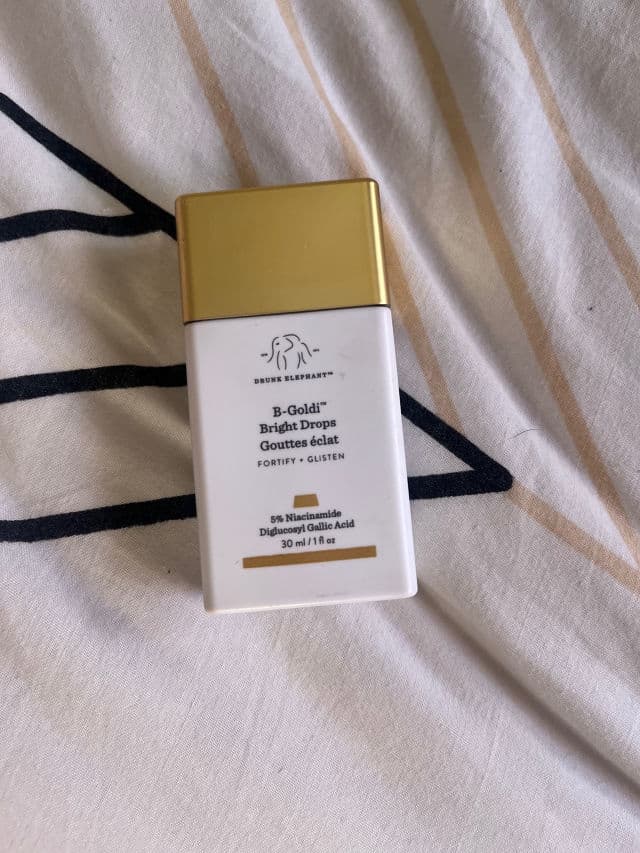 DRUNK ELEPHANT™
B-Goldi™
Bright Drops
Gouttes éclat
FORTIFY + GLISTEN
5% Niacinamide
Diglucosyl Gallic Acid
30 ml / 1 fl oz